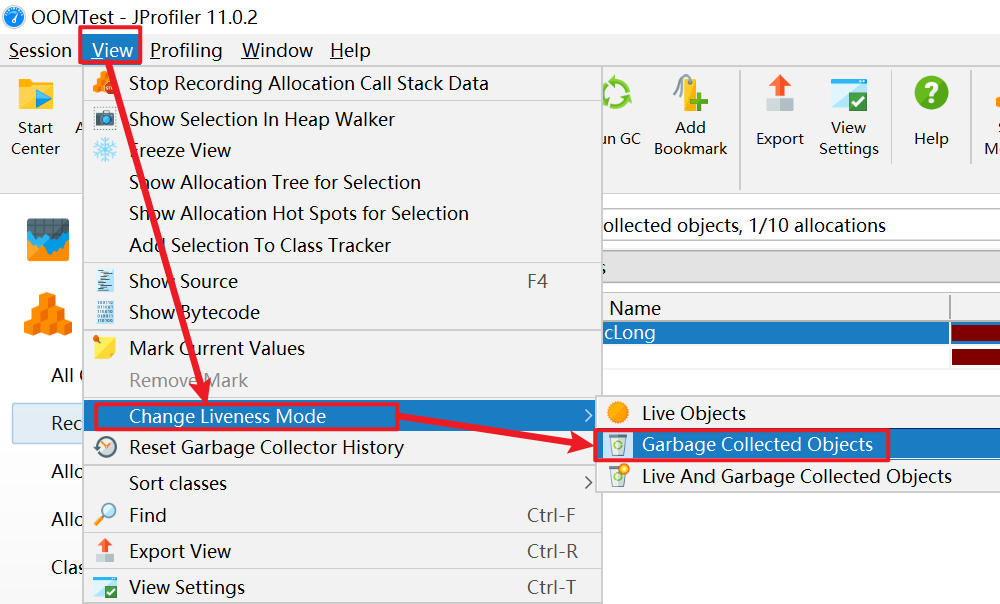 OOMTest - JProfiler 11.0.2
Session View Profiling Window Help
Stop Recording Allocation Call Stack Data
Show Selection In Heap Walker
Freeze View
Show Allocation Tree for Selection
Show Allocation Hot Spots for Selection
Add Selection To Class Tracker
Show Source F4
Show Bytecode
Mark Current Values
Remove Mark
Change Liveness Mode
Reset Garbage Collector History
Sort classes
Find Ctrl-F
Export View Ctrl-R
View Settings Ctrl-T
Start
Center
un GC
Add
Bookmark
Export
View
Settings
Help
ollected objects, 1/10 allocations
Name
cLong
Live Objects
Garbage Collected Objects
Live And Garbage Collected Objects
All
Rec
Allo
Allo
Clas